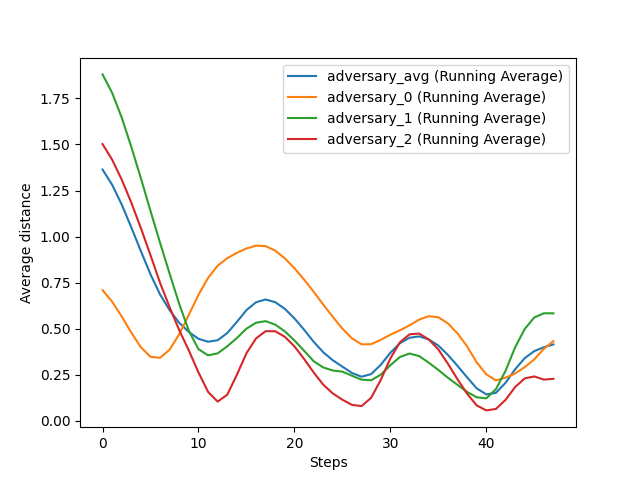 adversary_avg (Running Average)
adversary_0 (Running Average)
adversary_1 (Running Average)
adversary_2 (Running Average)
1.75
1.50
1.25
1.00
0.75
0.50
0.25
0.00
Average distance
0 10 20 30 40
Steps